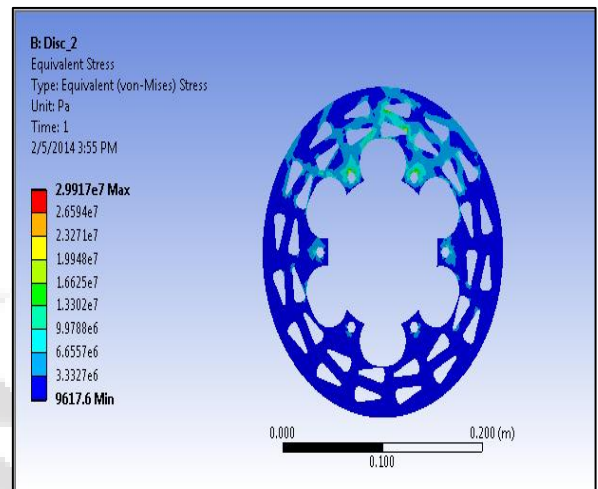 B: Disc_2
Equivalent Stress
Type: Equivalent (von-Mises) Stress
Unit: Pa
Time: 1
2/5/2014 3:55 PM
2.9917e7 Max
2.6594e7
2.3271e7
1.9948e7
1.6625e7
1.3302e7
9.9788e6
6.6557e6
3.3327e6
9617.6 Min
0.000 0.200 (m)
0.100